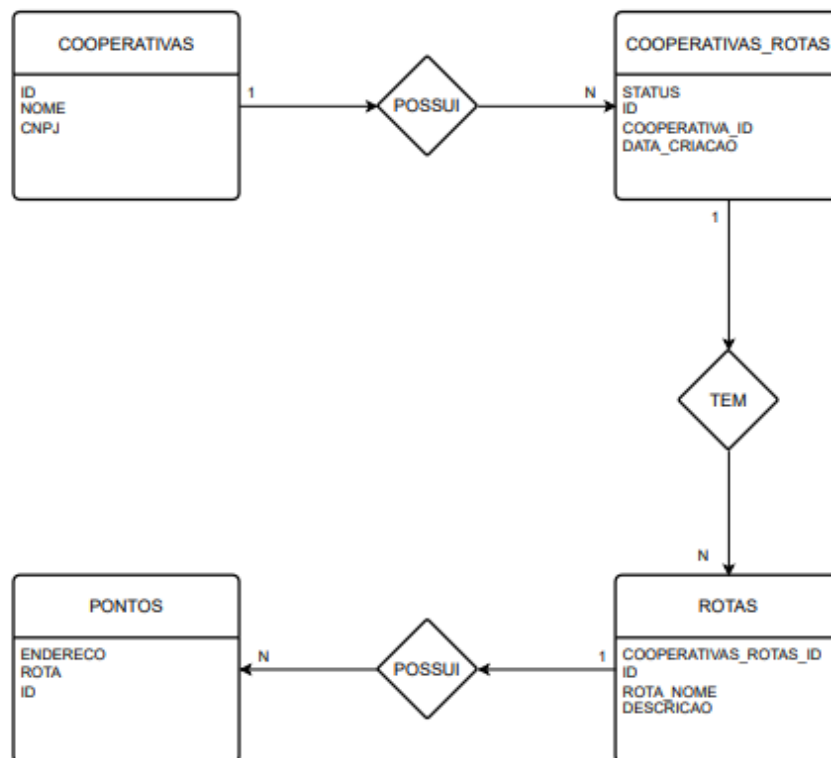 COOPERATIVAS
ID
NOME
CNPJ
1
POSSUI
N
COOPERATIVAS_ROTAS
STATUS
ID
COOPERATIVA_ID
DATA_CRIACAO
1
TEM
N
PONTOS
ENDERECO
ROTA
ID
N
POSSUI
1
ROTAS
COOPERATIVAS_ROTAS_ID
ID
ROTA_NOME
DESCRICAO